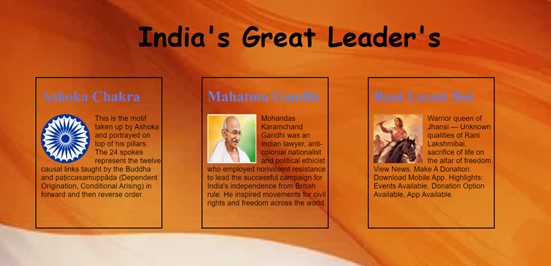 India's Great Leader's
Ashoka Chakra
This is the motif
taken up by Ashoka
and portrayed on
top of his pillars.
The 24 spokes
represent the twelve
causal links taught by the Buddha
and paṭiccasamuppāda (Dependent
Origination, Conditional Arising) in
forward and then reverse order.
Mahatma Gandhi
Mohandas
Karamchand
Gandhi was an
Indian lawyer, anti-
colonial nationalist
and political ethicist
who employed nonviolent resistance
to lead the successful campaign for
India's independence from British
rule. He inspired movements for civil
rights and freedom across the world
Rani Laxmi Bai
Warrior queen of
Jhansi — Unknown
qualities of Rani
Lakshmibai,
sacrifice of life on
the altar of freedom.
View News. Make A Donation.
Download Mobile App. Highlights:
Events Available, Donation Option
Available, App Available.